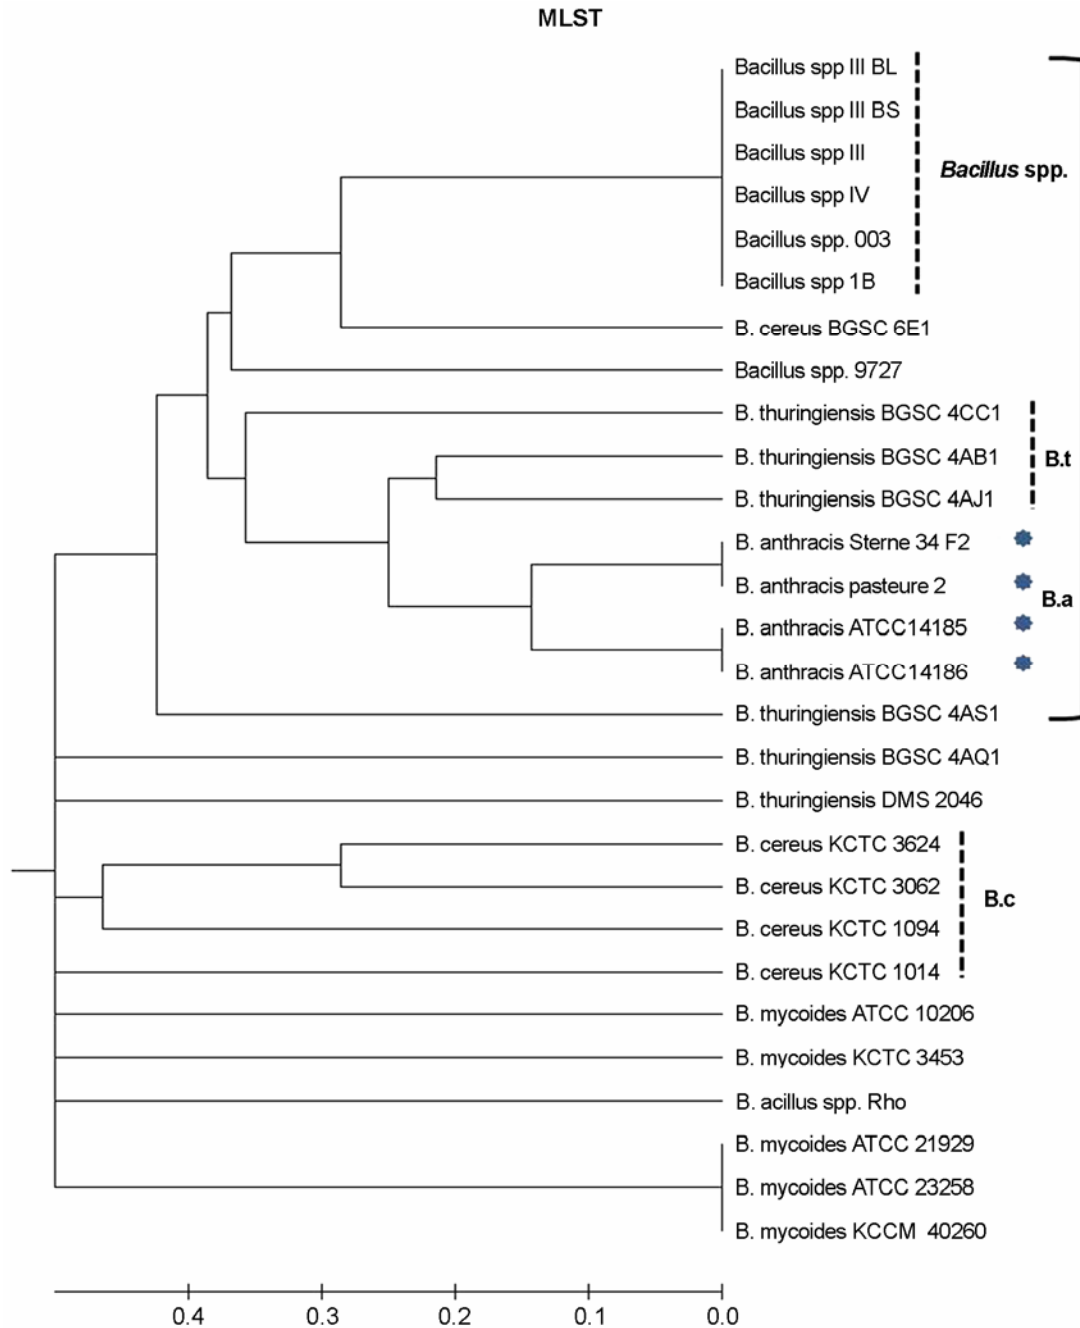 MLST
Bacillus spp III BL
Bacillus spp III BS
Bacillus spp III
Bacillus spp.
Bacillus spp IV
Bacillus spp. 003
Bacillus spp 1B
B. cereus BGSC 6E1
Bacillus spp. 9727
B. thuringiensis BGSC 4CC1
B. thuringiensis BGSC 4AB1
B.t
B. thuringiensis BGSC 4AJ1
B. anthracis Sterne 34 F2
B. anthracis pasteure 2
B.a
B. anthracis ATCC14185
B. anthracis ATCC14186
B. thuringiensis BGSC 4AS1
B. thuringiensis BGSC 4AQ1
B. thuringiensis DMS 2046
B. cereus KCTC 3624
B. cereus KCTC 3062
B.c
B. cereus KCTC 1094
B. cereus KCTC 1014
B. mycoides ATCC 10206
B. mycoides KCTC 3453
B. acillus spp. Rho
B. mycoides ATCC 21929
B. mycoides ATCC 23258
B. mycoides KCCM 40260
0.4 0.3 0.2 0.1 0.0